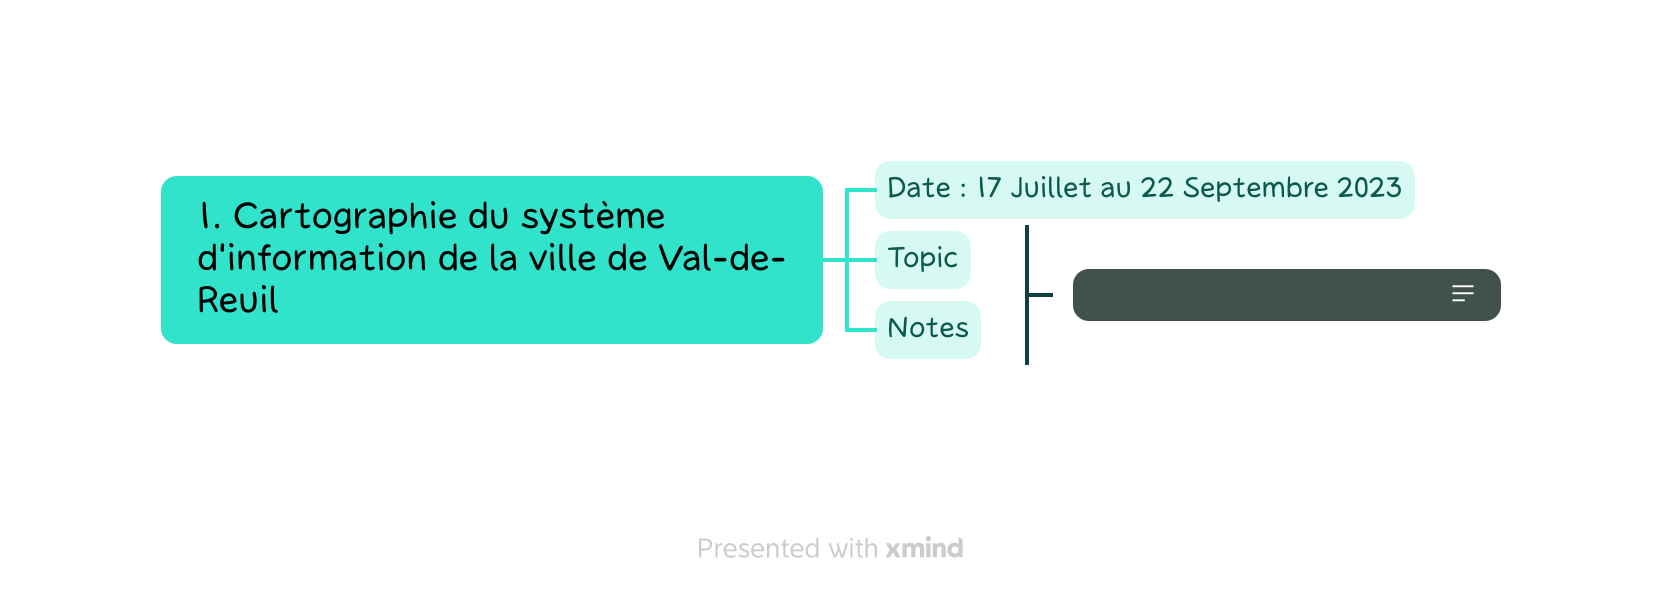 1. Cartographie du système
d'information de la ville de Val-de-
Reuil
Date : 17 Juillet au 22 Septembre 2023
Topic
Notes
Presented with xmind